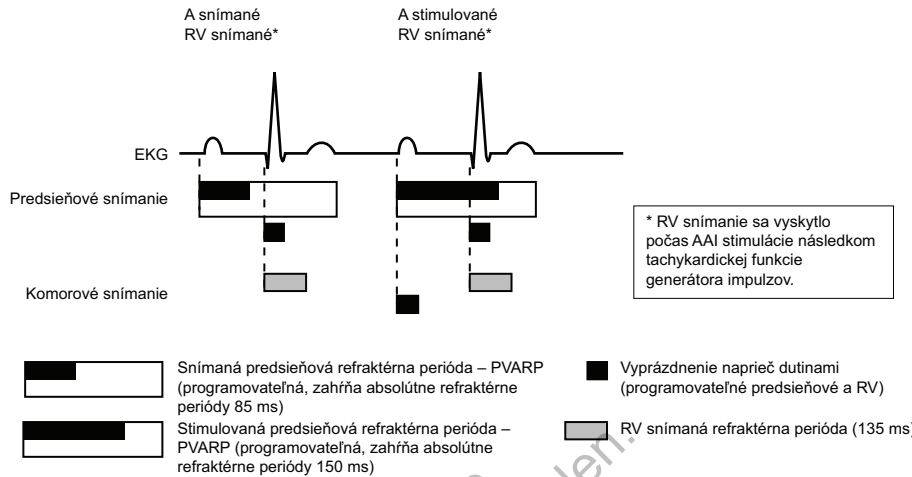 A snímané
RV snímané*
A stimulované
RV snímané*
EKG
Predsieňové snímanie
* RV snímanie sa vyskytlo
počas AAI stimulácie následkom
tachykardickej funkcie
generátora impulzov.
Komorové snímanie
Snímaná predsieňová refraktérna perióda – PVARP
(programovateľná, zahŕňa absolútne refraktérne
periódy 85 ms)
Vyprázdnenie naprieč dutinami
(programovateľné predsieňové a RV)
Stimulovaná predsieňová refraktérna perióda –
PVARP (programovateľná, zahŕňa absolútne
refraktérne periódy 150 ms)
RV snímaná refraktérna perióda (135 ms)